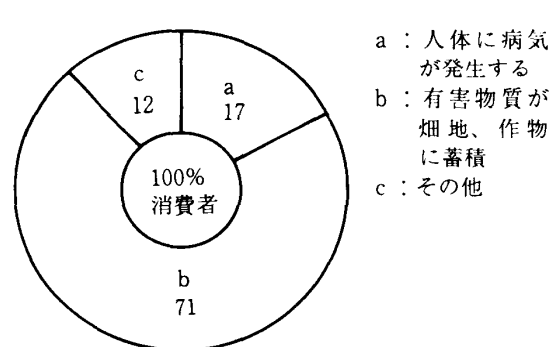 c
12
a
17
100%
消費者
b
71
a：人体に病気
が発生する
b：有害物質が
畑地、作物
に蓄積
c：その他